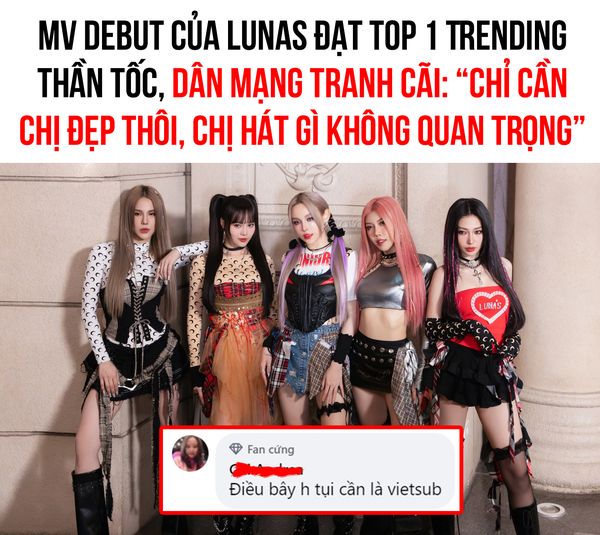 MV DEBUT CỦA LUNAS ĐẠT TOP 1 TRENDING
THẦN TỐC, DÂN MẠNG TRANH CÃI: “CHỈ CẦN
CHỊ ĐẸP THÔI, CHỊ HÁT GÌ KHÔNG QUAN TRỌNG”
LUNA'S
Fan cứng
Điều bây h tụi cần là vietsub